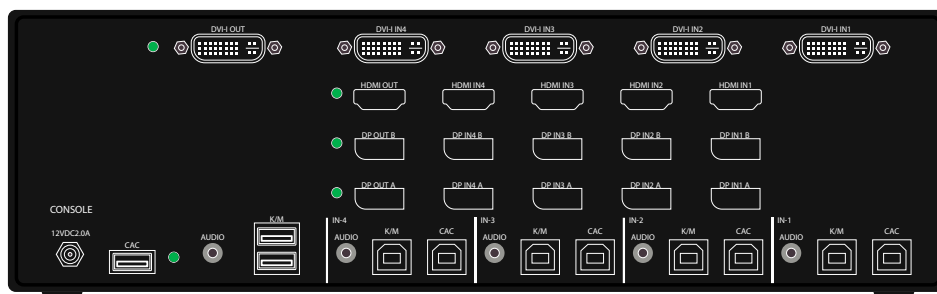 DVI-I OUT DVI-I IN4 DVI-I IN3 DVI-I IN2 DVI-I IN1
HDMI OUT HDMI IN4 HDMI IN3 HDMI IN2 HDMI IN1
DP OUT B DP IN4 B DP IN3 B DP IN2 B DP IN1 B
DP OUT A DP IN4 A DP IN3 A DP IN2 A DP IN1 A
CONSOLE
K/M IN-4 IN-3 IN-2 IN-1
12VDC2.0A CAC AUDIO AUDIO K/M CAC AUDIO K/M CAC AUDIO K/M CAC AUDIO K/M CAC